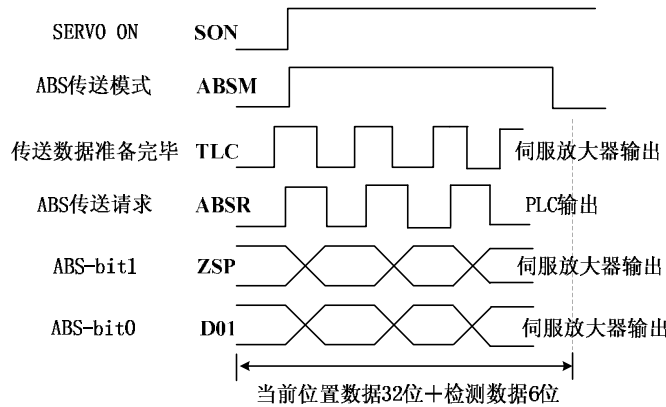 SERVO ON SON
ABS传送模式 ABSM
传送数据准备完毕 TLC 伺服放大器输出
ABS传送请求 ABSR PLC输出
ABS-bit1 ZSP 伺服放大器输出
ABS-bit0 D01 伺服放大器输出
当前位置数据32位+检测数据6位